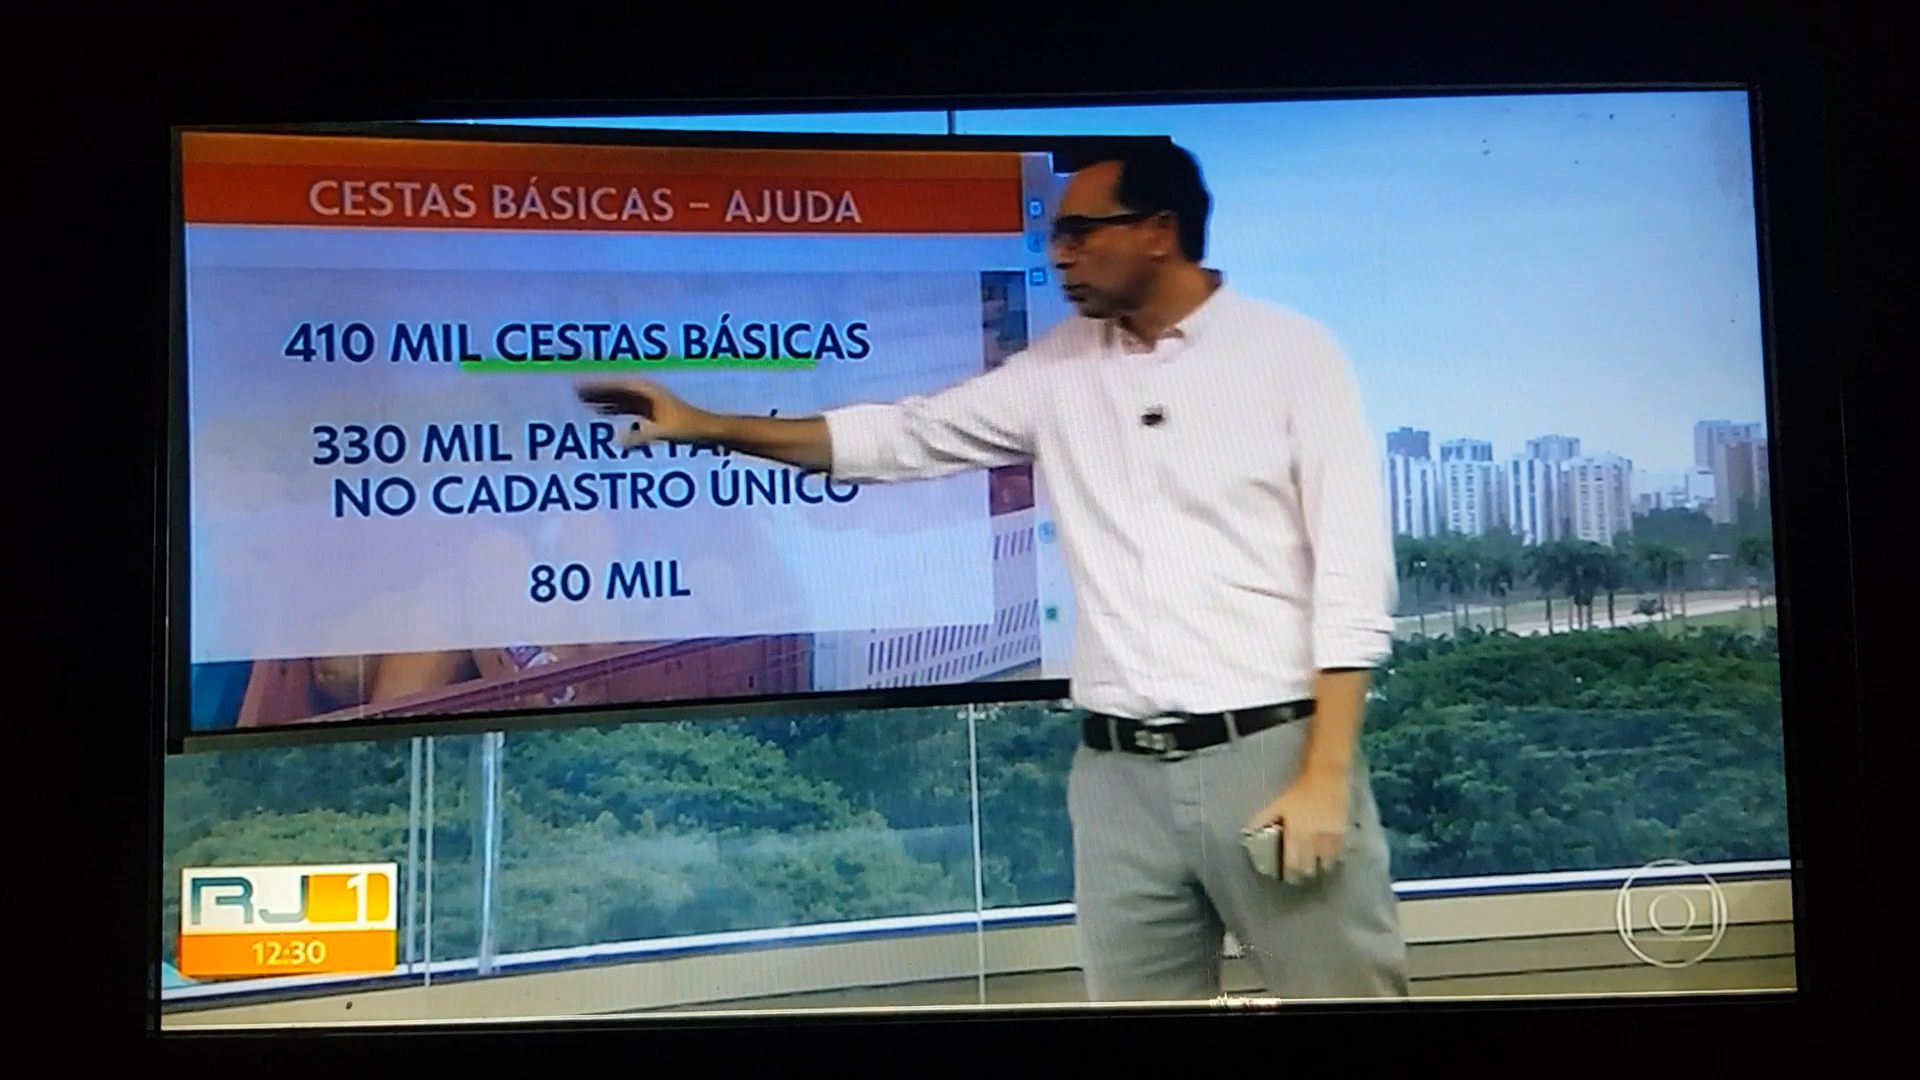 CESTAS BÁSICAS – AJUDA
410 MIL CESTAS BÁSICAS
330 MIL PARA
NO CADASTRO ÚNICO
80 MIL
RJ1
12:30